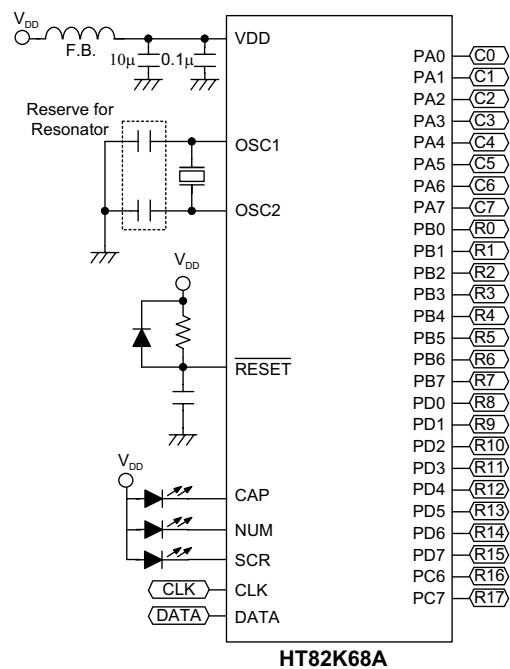 VDD
F.B.
10μ 0.1μ
VDD
Reserve for
Resonator
OSC1
OSC2
VDD
RESET
VDD
CAP
NUM
SCR
CLK CLK
DATA DATA
PA0 C0
PA1 C1
PA2 C2
PA3 C3
PA4 C4
PA5 C5
PA6 C6
PA7 C7
PB0 R0
PB1 R1
PB2 R2
PB3 R3
PB4 R4
PB5 R5
PB6 R6
PB7 R7
PD0 R8
PD1 R9
PD2 R10
PD3 R11
PD4 R12
PD5 R13
PD6 R14
PD7 R15
PC6 R16
PC7 R17
HT82K68A